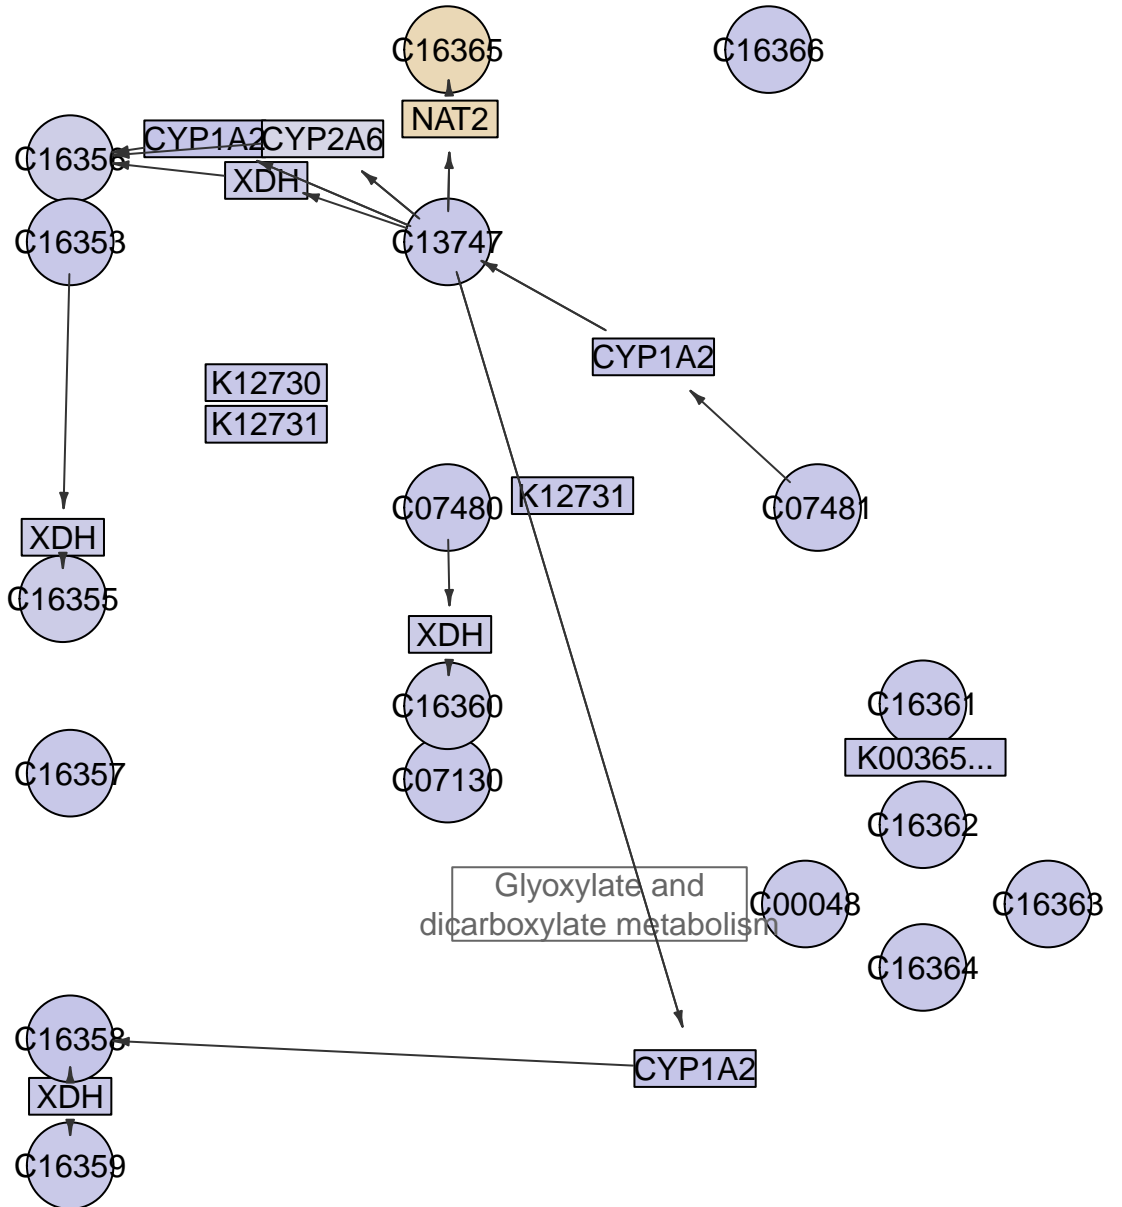 C16365
C16366
NAT2
CYP1A2
CYP2A6
C16356
XDH
C16353
C13747
CYP1A2
K12730
K12731
K12731
C07480
C07481
XDH
C16355
XDH
C16360
C16361
K00365...
C16357
C07130
C16362
Glyoxylate and
dicarboxylate metabolism
C00048
C16363
C16364
C16358
CYP1A2
XDH
C16359